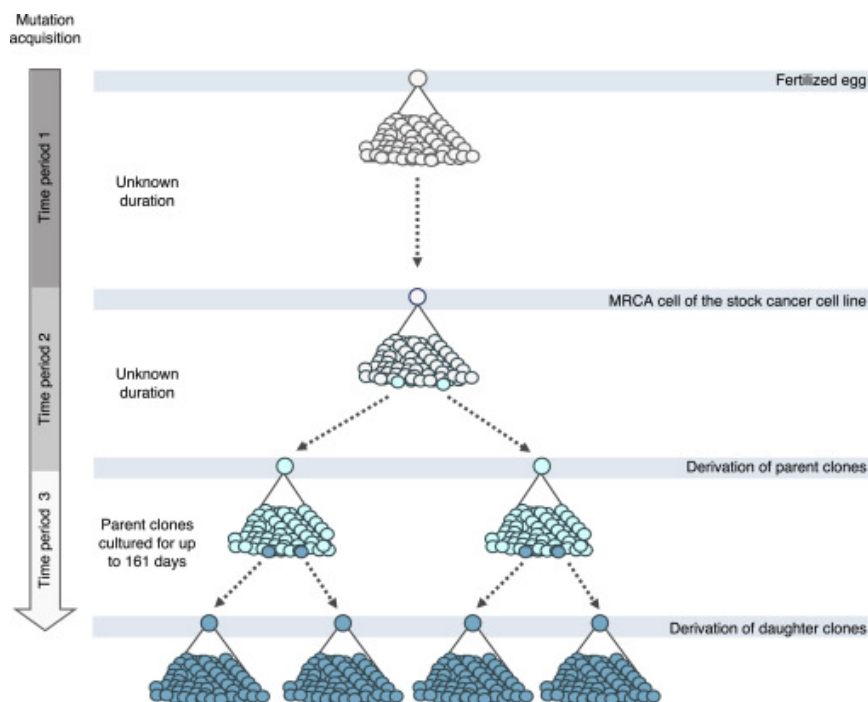 Mutation
acquisition
Fertilized egg
Time period 1
Unknown
duration
MRCA cell of the stock cancer cell line
Time period 2
Unknown
duration
Derivation of parent clones
Time period 3
Parent clones
cultured for up
to 161 days
Derivation of daughter clones